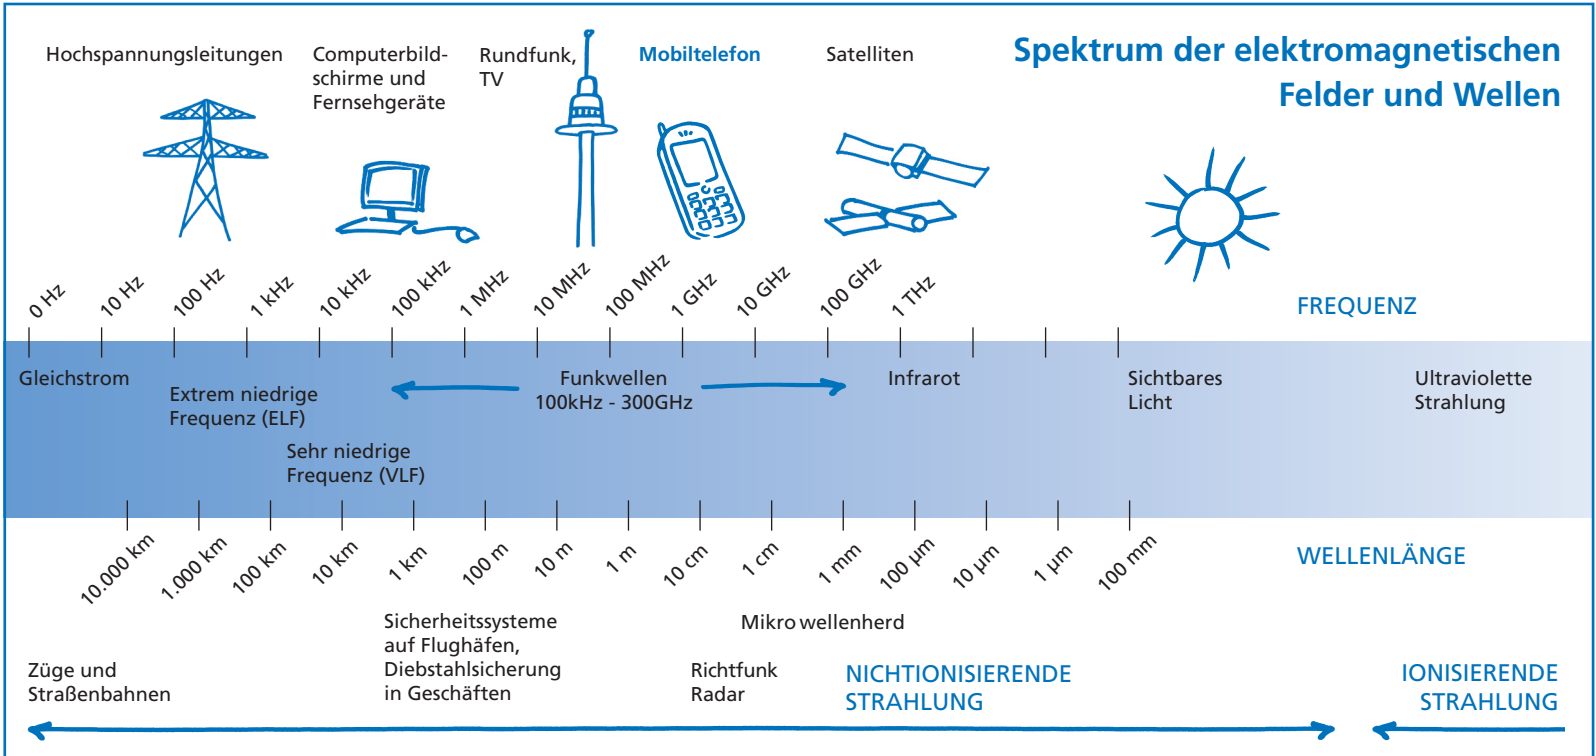 Hochspannungsleitungen
Computerbild-
schirme und
Fernsehgeräte
Rundfunk,
TV
Mobiltelefon
Satelliten
Spektrum der elektromagnetischen
Felder und Wellen
0 Hz
10 Hz
100 Hz
1 kHz
10 kHz
100 kHz
1 MHz
10 MHz
100 MHz
1 GHz
10 GHz
100 GHz
1 THz
FREQUENZ
Gleichstrom
Extrem niedrige
Frequenz (ELF)
Sehr niedrige
Frequenz (VLF)
Funkwellen
100kHz - 300GHz
Infrarot
Sichtbares
Licht
Ultraviolette
Strahlung
10.000 km
1.000 km
100 km
10 km
1 km
100 m
10 m
1 m
10 cm
1 cm
1 mm
100 µm
10 µm
1 µm
100 mm
WELLENLÄNGE
Züge und
Straßenbahnen
Sicherheitssysteme
auf Flughäfen,
Diebstahlsicherung
in Geschäften
Mikro wellenherd
Richtfunk
Radar
NICHTIONISIERENDE
STRAHLUNG
IONISIERENDE
STRAHLUNG